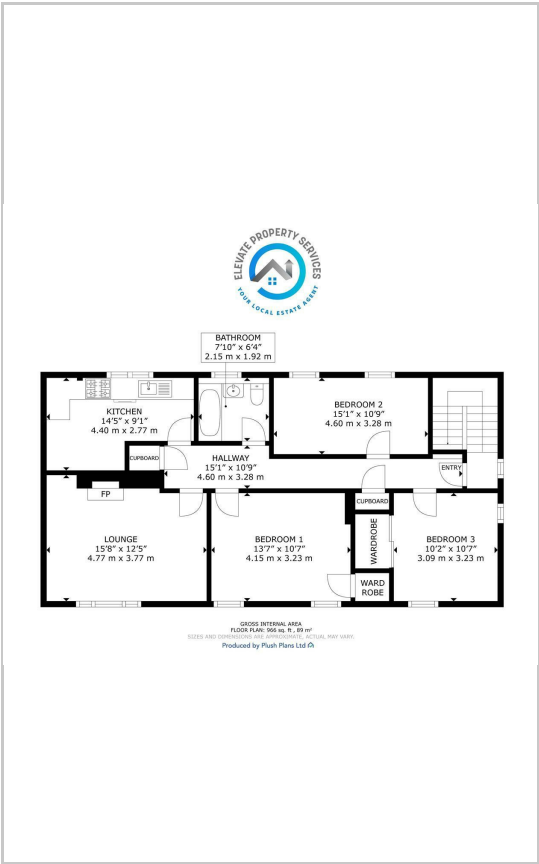 ELEVATE PROPERTY SERVICES
YOUR LOCAL ESTATE AGENT
BATHROOM
7'10" x 6'4"
2.15 m x 1.92 m
KITCHEN
14'5" x 9'1"
4.40 m x 2.77 m
BEDROOM 2
15'1" x 10'9"
4.60 m x 3.28 m
CUPBOARD
HALLWAY
15'1" x 10'9"
4.60 m x 3.28 m
ENTRY
FP
CUPBOARD
LOUNGE
15'8" x 12'5"
4.77 m x 3.77 m
BEDROOM 1
13'7" x 10'7"
4.15 m x 3.23 m
WARDROBE
BEDROOM 3
10'2" x 10'7"
3.09 m x 3.23 m
WARD
ROBE
GROSS INTERNAL AREA
FLOOR PLAN: 966 sq. ft , 89 m²
SIZES AND DIMENSIONS ARE APPROXIMATE, ACTUAL MAY VARY.
Produced by Plush Plans Ltd